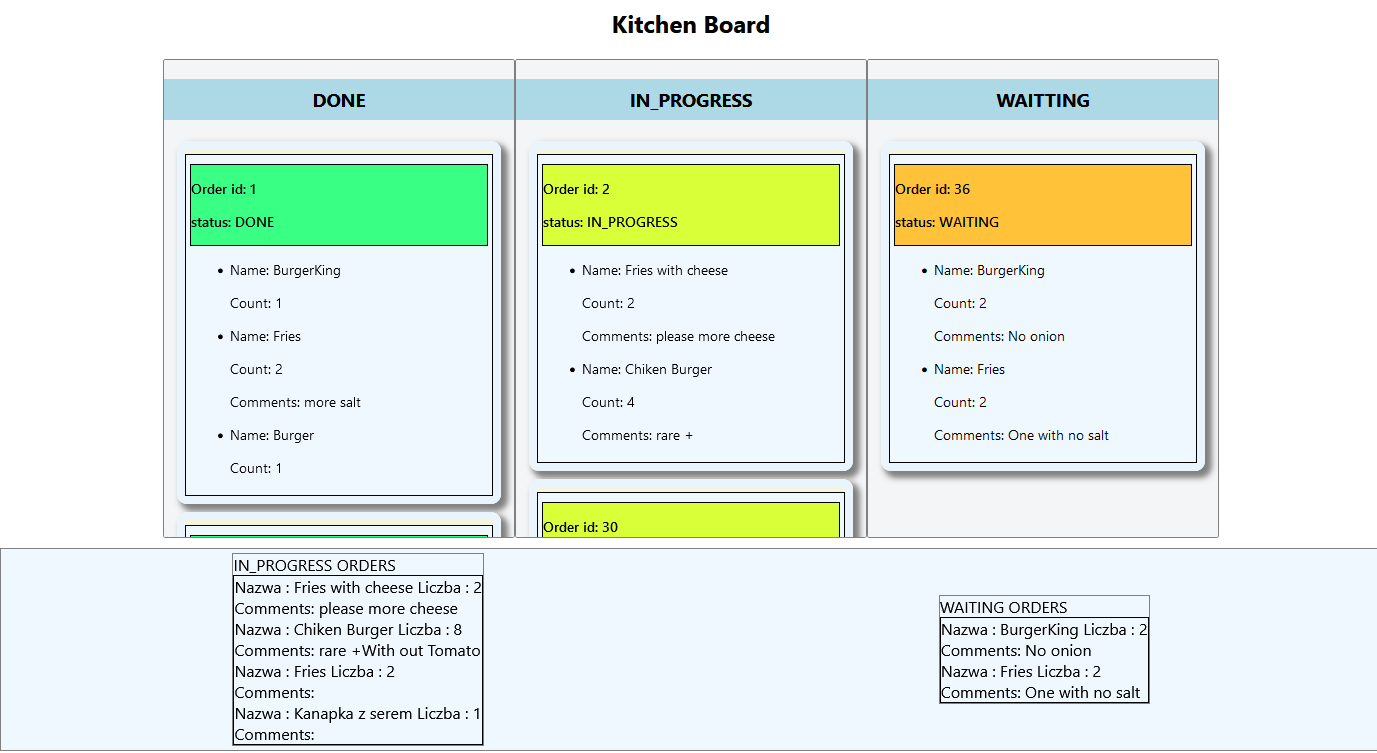 Kitchen Board
DONE
Order id: 1
status: DONE
Name: BurgerKing
Count: 1
Name: Fries
Count: 2
Comments: more salt
Name: Burger
Count: 1
IN_PROGRESS
Order id: 2
status: IN_PROGRESS
Name: Fries with cheese
Count: 2
Comments: please more cheese
Name: Chiken Burger
Count: 4
Comments: rare +
Order id: 30
WAITTING
Order id: 36
status: WAITING
Name: BurgerKing
Count: 2
Comments: No onion
Name: Fries
Count: 2
Comments: One with no salt
IN_PROGRESS ORDERS
Nazwa : Fries with cheese Liczba : 2
Comments: please more cheese
Nazwa : Chiken Burger Liczba : 8
Comments: rare +With out Tomato
Nazwa : Fries Liczba : 2
Comments:
Nazwa : Kanapka z serem Liczba : 1
Comments:
WAITING ORDERS
Nazwa : BurgerKing Liczba : 2
Comments: No onion
Nazwa : Fries Liczba : 2
Comments: One with no salt